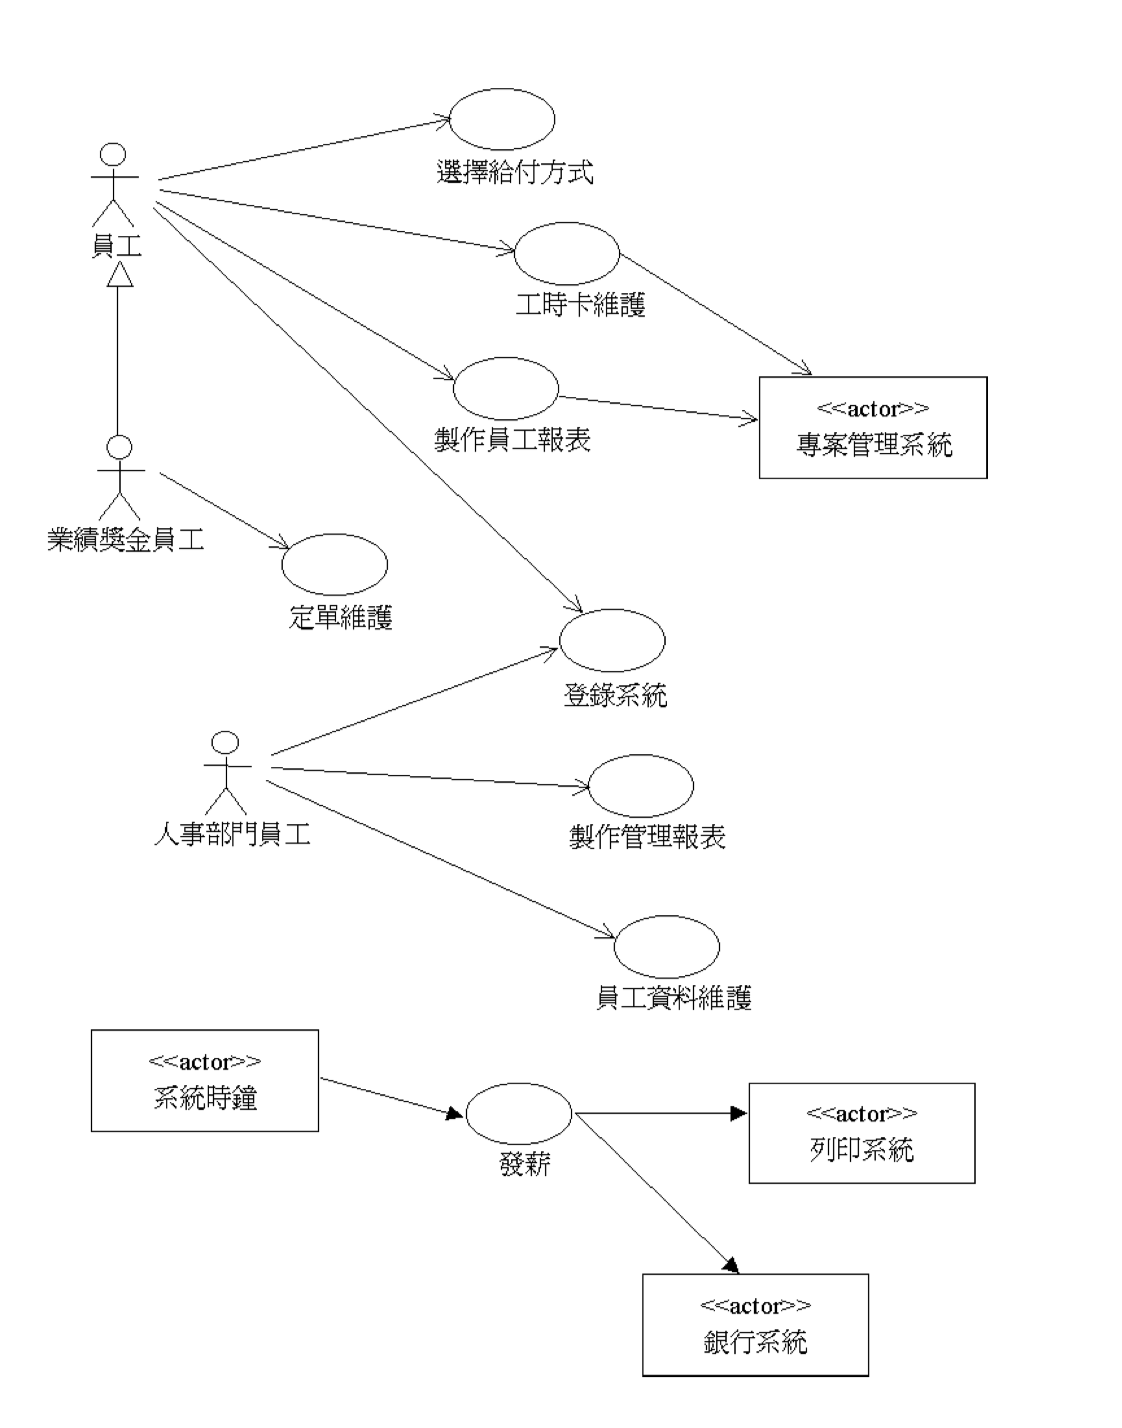 選擇給付方式
員工
工時卡維護
<<actor>>
專案管理系統
製作員工報表
業績獎金員工
定單維護
登錄系統
人事部門員工
製作管理報表
員工資料維護
<<actor>>
系統時鐘
發薪
<<actor>>
列印系統
<<actor>>
銀行系統